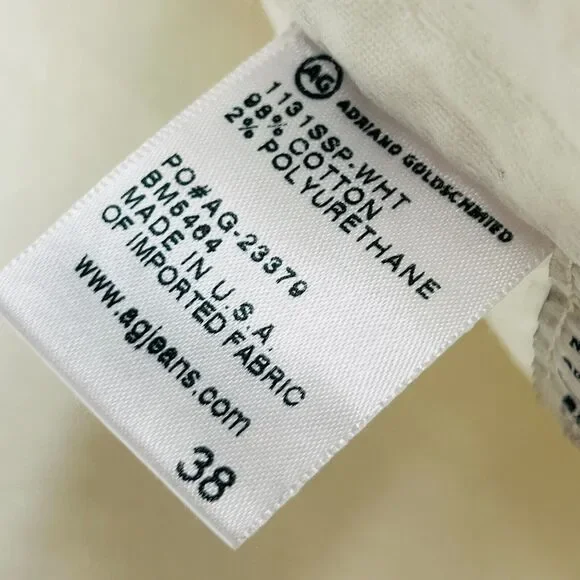 AG ADRIANO GOLDSCHMIED
1131SSP-WHT
98% COTTON
2% POLYURETHANE
PO#AG-23379
BM5464
MADE IN U.S.A.
OF IMPORTED FABRIC
www.agjeans.com
38